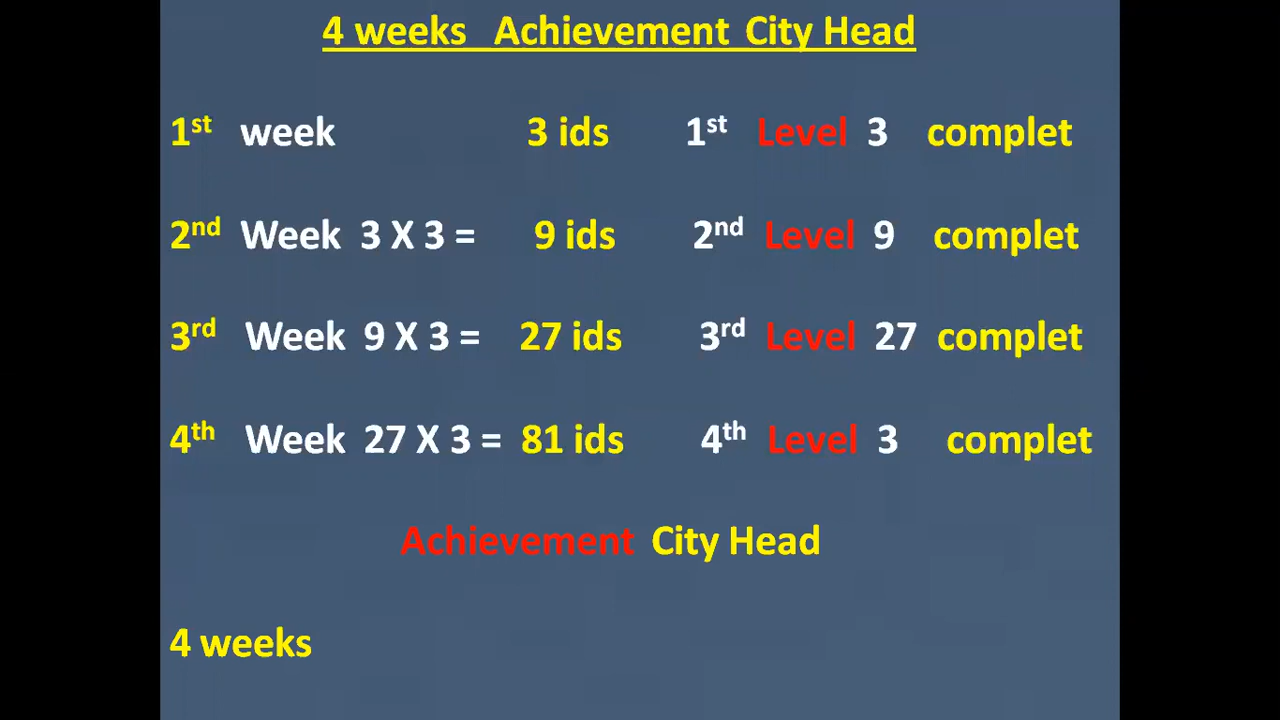 4 weeks Achievement City Head
1st week 3 ids 1st Level 3 complet
2nd Week 3 X 3 = 9 ids 2nd Level 9 complet
3rd Week 9 X 3 = 27 ids 3rd Level 27 complet
4th Week 27 X 3 = 81 ids 4th Level 3 complet
Achievement City Head
4 weeks